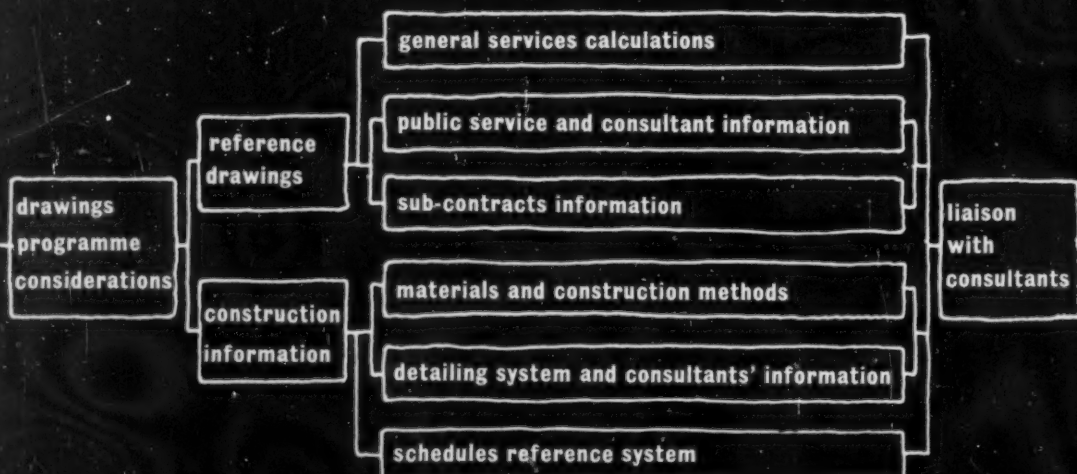 drawings
programme
considerations
reference
drawings
construction
information
general services calculations
public service and consultant information
sub-contracts information
materials and construction methods
detailing system and consultants' information
schedules reference system
liaison
with
consultants